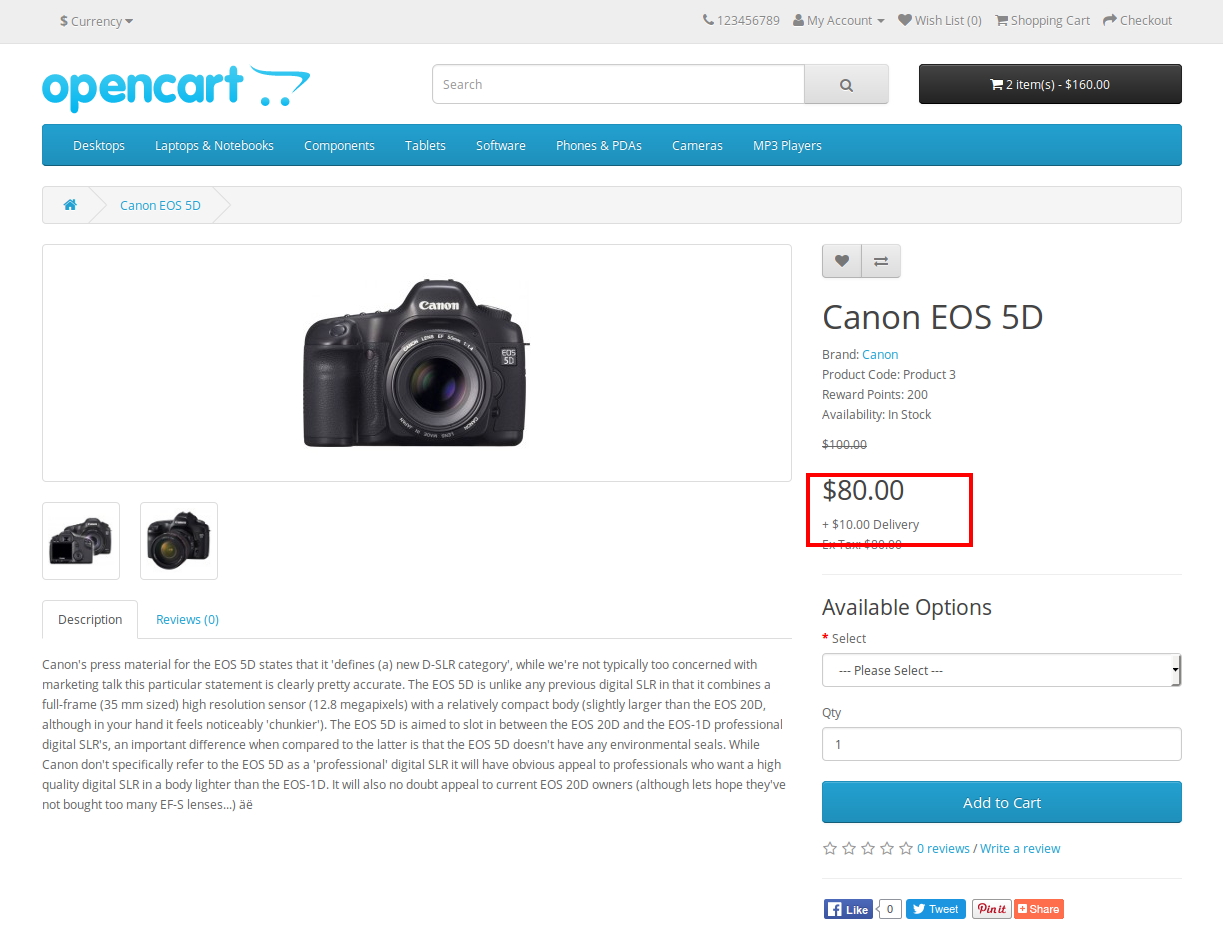 $ Currency
123456789 My Account Wish List (0) Shopping Cart Checkout
opencart
Search
2 item(s) - $160.00
Desktops Laptops & Notebooks Components Tablets Software Phones & PDAs Cameras MP3 Players
Canon EOS 5D
Canon
CANON LENS EF 50mm 1:1.4
EOS
5D
Canon EOS 5D
Brand: Canon
Product Code: Product 3
Reward Points: 200
Availability: In Stock
$100.00
$80.00
+ $10.00 Delivery
Ex Tax: $80.00
Available Options
* Select
--- Please Select ---
Qty
1
Add to Cart
0 reviews / Write a review
Like 0 Tweet Pinit Share
Description Reviews (0)
Canon's press material for the EOS 5D states that it 'defines (a) new D-SLR category', while we're not typically too concerned with
marketing talk this particular statement is clearly pretty accurate. The EOS 5D is unlike any previous digital SLR in that it combines a
full-frame (35 mm sized) high resolution sensor (12.8 megapixels) with a relatively compact body (slightly larger than the EOS 20D,
although in your hand it feels noticeably 'chunkier'). The EOS 5D is aimed to slot in between the EOS 20D and the EOS-1D professional
digital SLR's, an important difference when compared to the latter is that the EOS 5D doesn't have any environmental seals. While
Canon don't specifically refer to the EOS 5D as a 'professional' digital SLR it will have obvious appeal to professionals who want a high
quality digital SLR in a body lighter than the EOS-1D. It will also no doubt appeal to current EOS 20D owners (although lets hope they've
not bought too many EF-S lenses...) äë